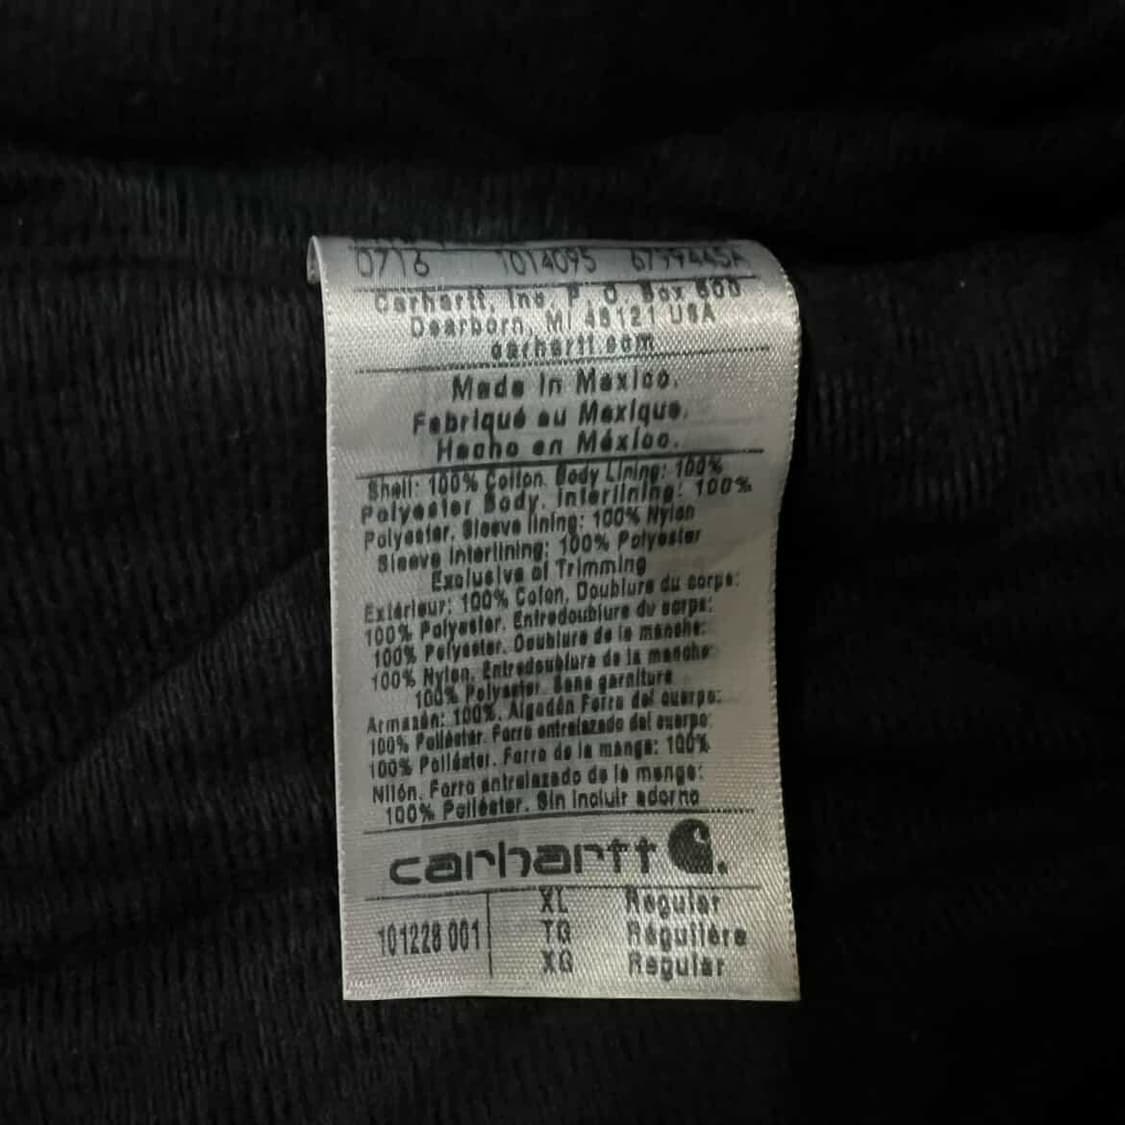 0716 1014095 6799445A
Carhartt, Inc. P. O. Box 600
Dearborn, MI 48121 USA
carhartt.com
Made In Mexico.
Fabriqué au Mexique.
Hecho en México.
Shell: 100% Cotton. Body Lining: 100%
Polyester Body. Interlining: 100%
Polyester. Sleeve lining: 100% Nylon
Sleeve Interlining: 100% Polyester
Exclusive of Trimming
Extérieur: 100% Coton. Doublure du corps:
100% Polyester. Entredoublure du corps:
100% Polyester. Doublure de la manche:
100% Nylon. Entredoublure de la manche:
100% Polyester. Sans garniture
Armazón: 100%. Algodón Forro del cuerpo:
100% Poliéster. Forro entrelazado del cuerpo:
100% Poliéster. Forro de la manga: 100%
Nilón. Forro entrelazado de la manga:
100% Poliéster. Sin incluir adorno
carhartt
101228 001
XL Regular
TG Régulière
XG Regular